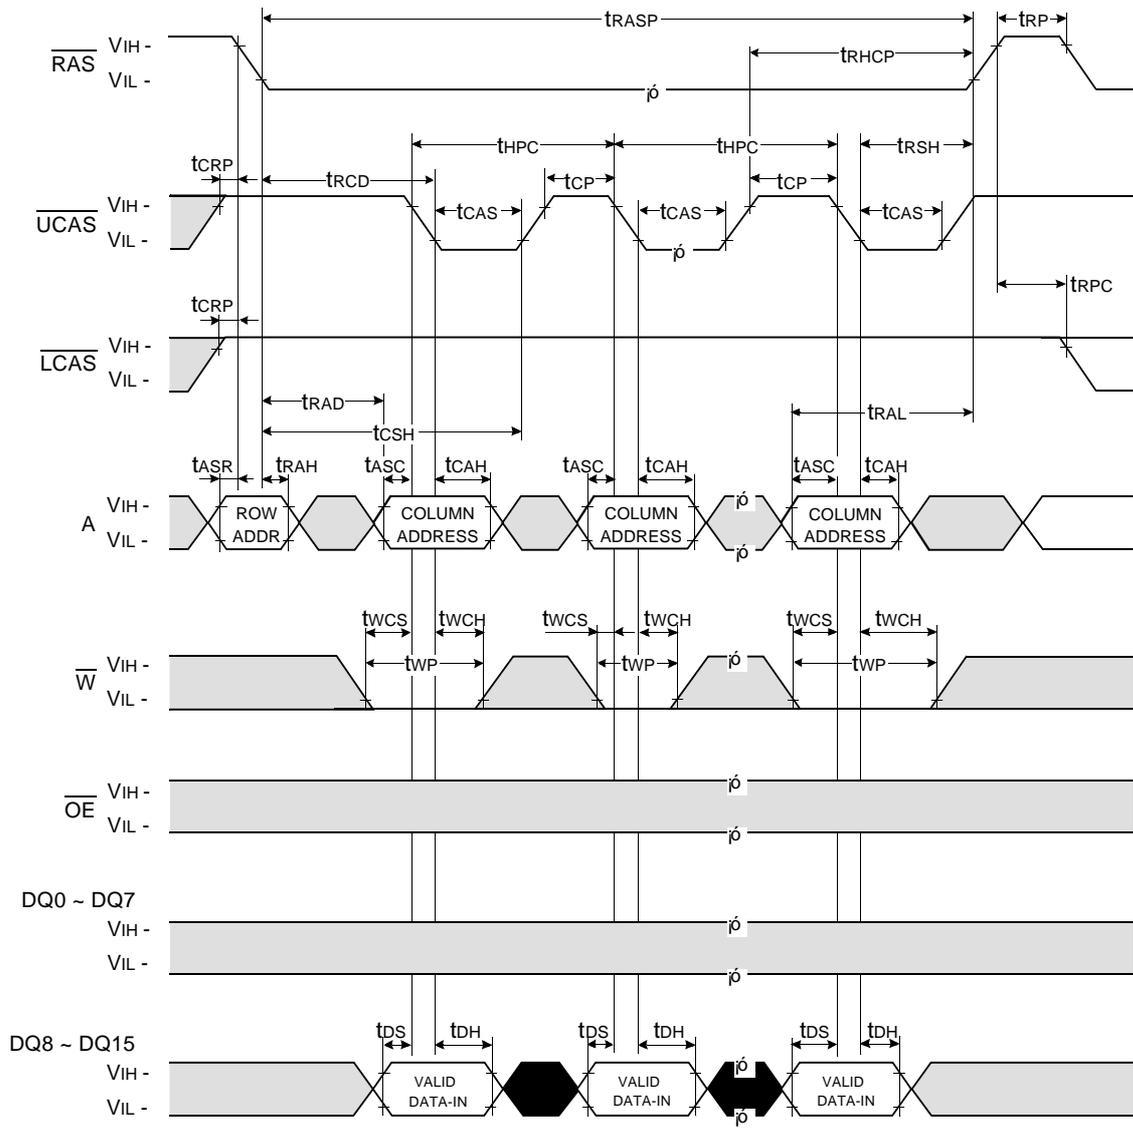 tRASP
tRP
RAS
VIH -
VIL -
tRHCP
¡ó
tHPC
tHPC
tRSH
tCRP
tRCD
tCP
tCP
UCAS
VIH -
VIL -
tCAS
tCAS
tCAS
¡ó
tRPC
tCRP
LCAS
VIH -
VIL -
tRAD
tRAL
tCSH
tASR
tRAH
tASC
tCAH
tASC
tCAH
tASC
tCAH
A
VIH -
VIL -
ROW
ADDR
COLUMN
ADDRESS
COLUMN
ADDRESS
¡ó
¡ó
COLUMN
ADDRESS
tWCS
tWCH
tWCS
tWCH
tWCS
tWCH
W
VIH -
VIL -
tWP
tWP
¡ó
tWP
OE
VIH -
VIL -
¡ó
¡ó
DQ0 ~ DQ7
VIH -
VIL -
¡ó
¡ó
tDS
tDH
tDS
tDH
tDS
tDH
DQ8 ~ DQ15
VIH -
VIL -
VALID
DATA-IN
VALID
DATA-IN
¡ó
¡ó
VALID
DATA-IN